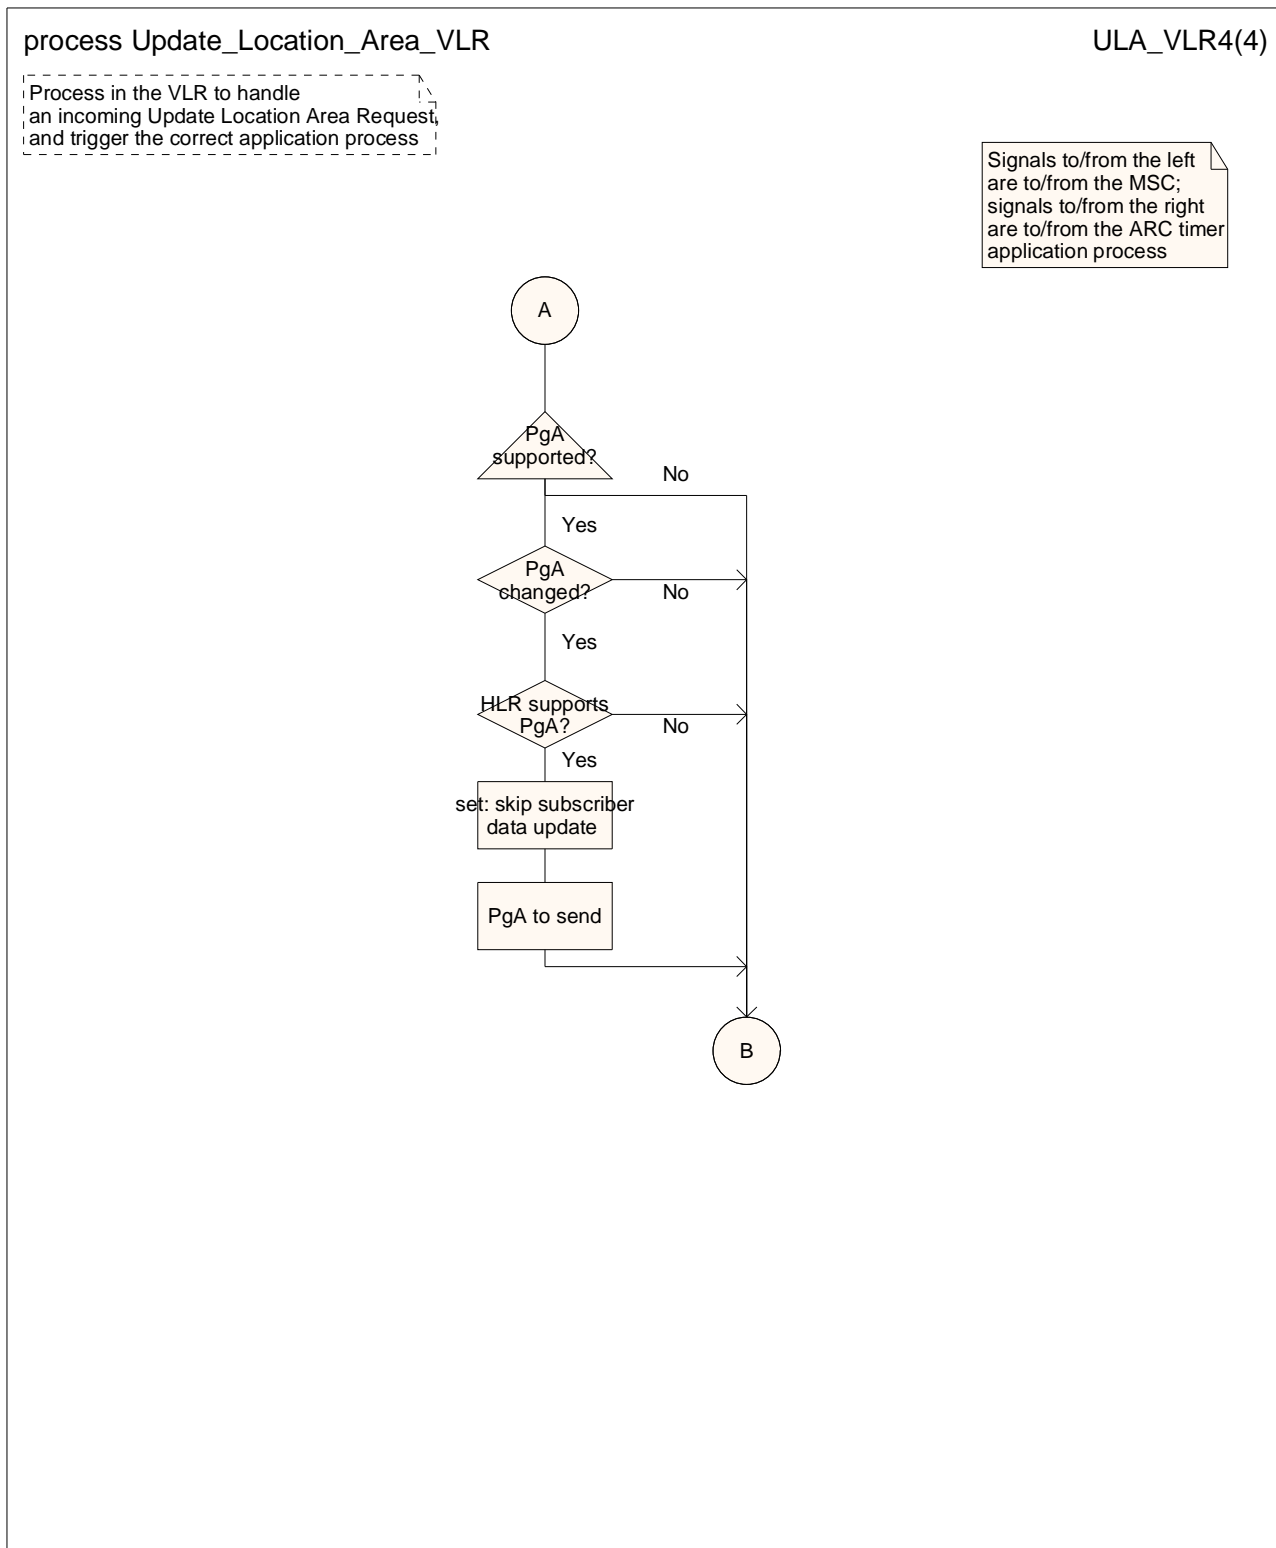 process Update_Location_Area_VLR
ULA_VLR4(4)
Process in the VLR to handle
an incoming Update Location Area Request,
and trigger the correct application process
Signals to/from the left
are to/from the MSC;
signals to/from the right
are to/from the ARC timer
application process
A
PgA
supported?
No
Yes
PgA
changed?
No
Yes
HLR supports
PgA?
No
Yes
set: skip subscriber
data update
PgA to send
B